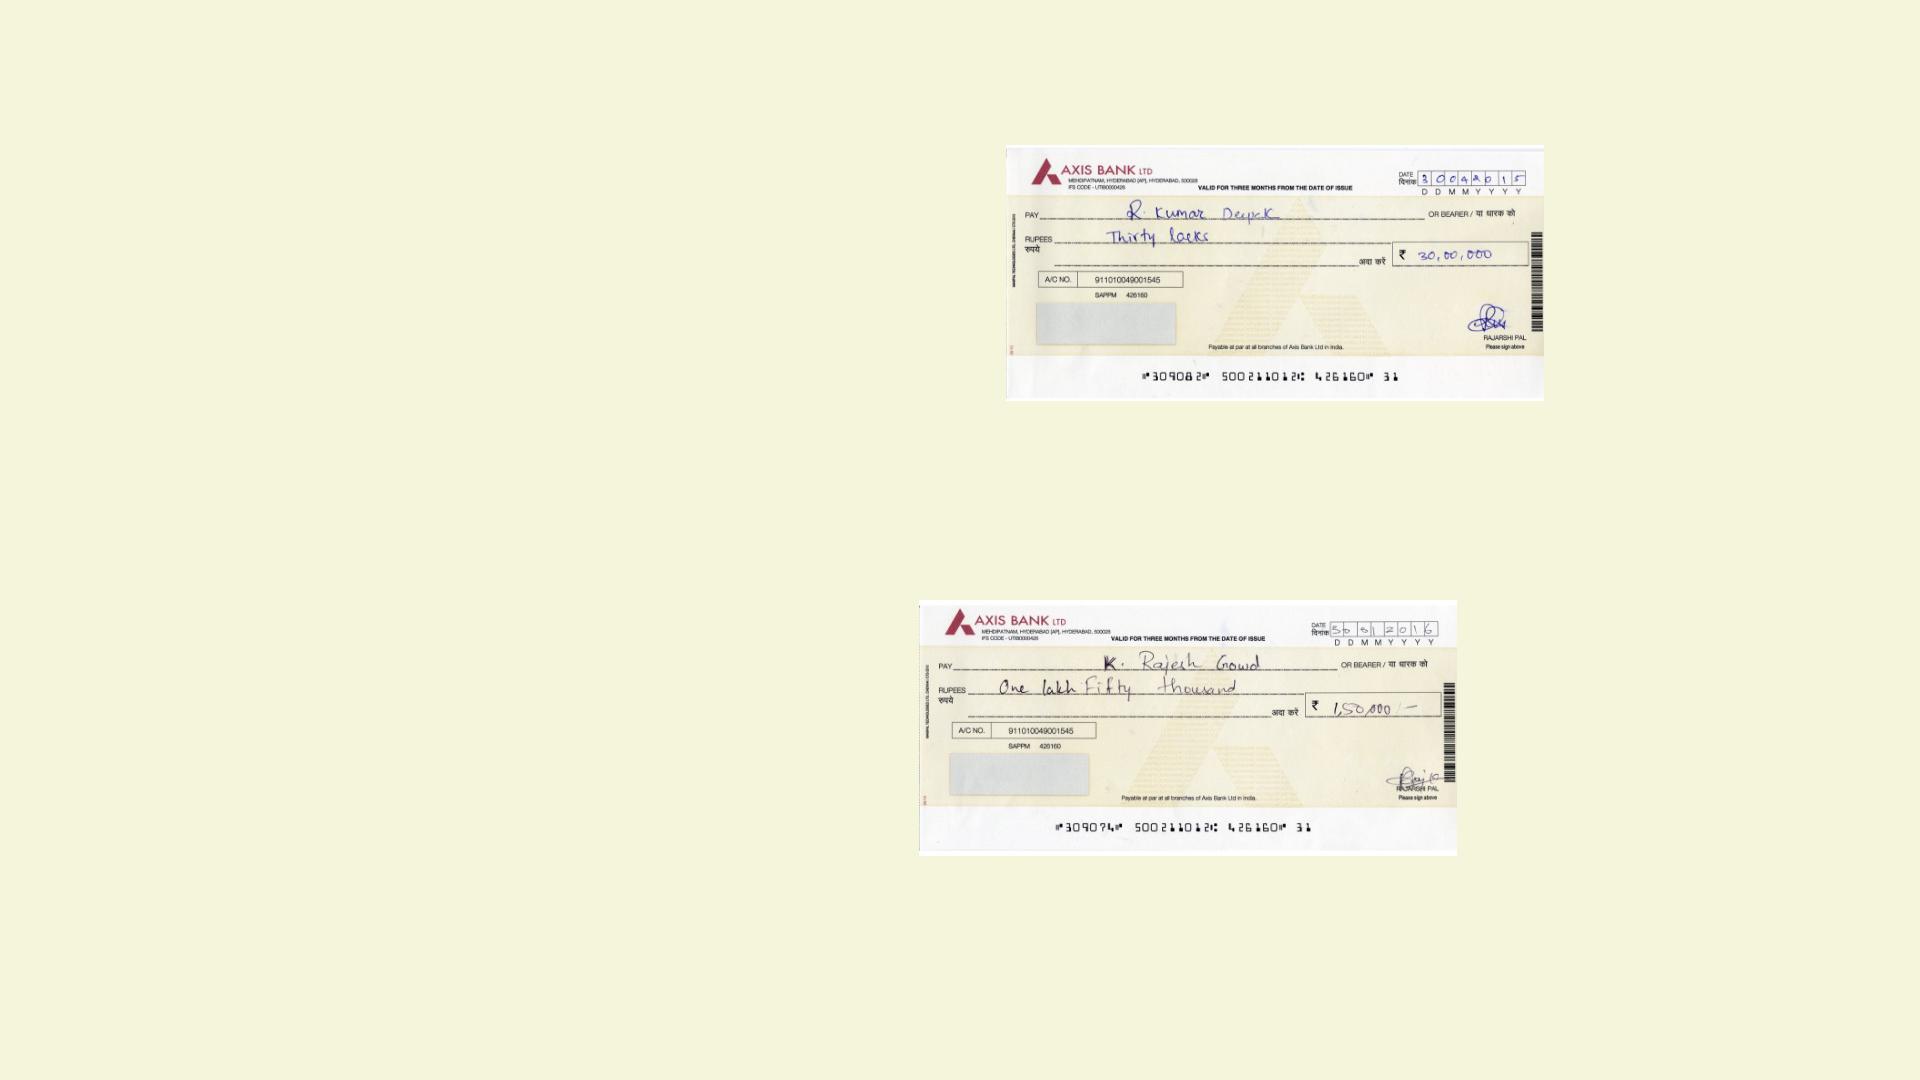 AXIS BANK LTD
MEHDIPATNAM, HYDERABAD [AP], HYDERABAD, 500028
IFS CODE - UTIB0000426
VALID FOR THREE MONTHS FROM THE DATE OF ISSUE
DATE
दिनांक 30042015
D D M M Y Y Y Y
PAY R. Kumar Deepak OR BEARER / या धारक को
RUPEES Thirty lacks
रुपये
अदा करें ₹ 30,00,000
A/C NO. 911010049001545
SAPPM 426160
RAJARSHI PAL
Please sign above
Payable at par at all branches of Axis Bank Ltd in India.
309082 500211012 426160 31
AXIS BANK LTD
MEHDIPATNAM, HYDERABAD [AP], HYDERABAD, 500028
IFS CODE - UTIB0000426
VALID FOR THREE MONTHS FROM THE DATE OF ISSUE
DATE
दिनांक 2016
D D M M Y Y Y Y
PAY K. Rajesh Gowd OR BEARER / या धारक को
RUPEES One lakh Fifty thousand
रुपये
अदा करें ₹ 1,50,000/-
A/C NO. 911010049001545
SAPPM 426160
RAJARSHI PAL
Please sign above
Payable at par at all branches of Axis Bank Ltd in India.
309074 500211012 426160 31